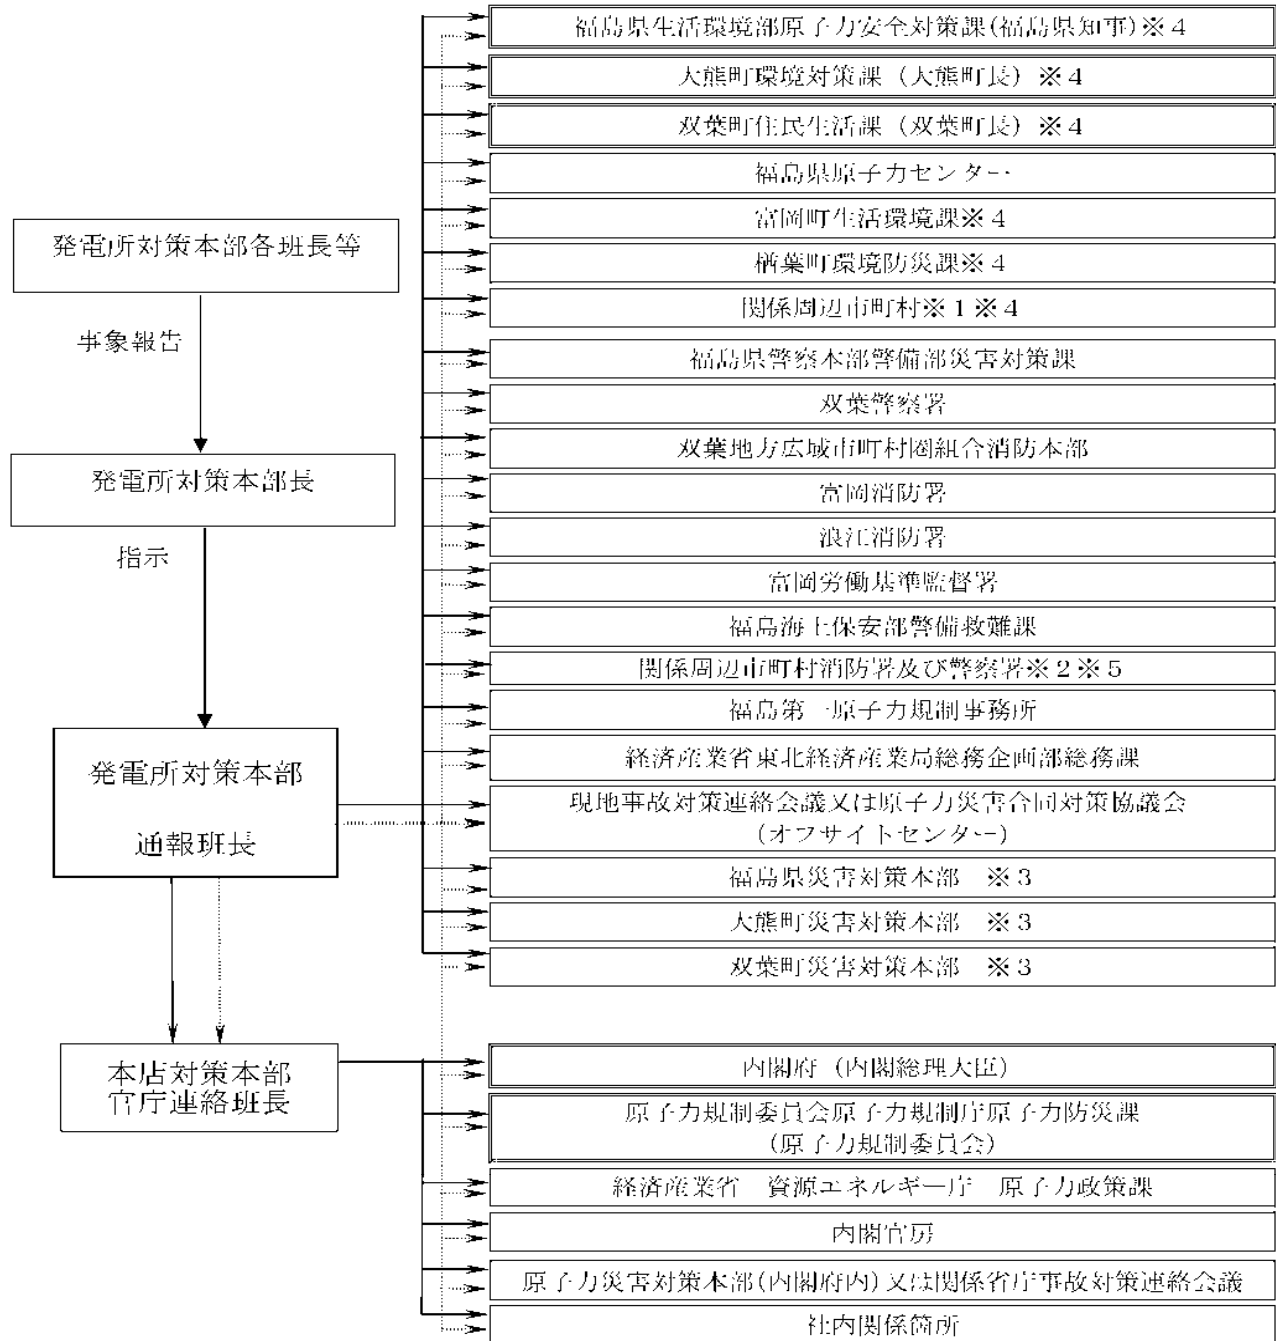 発電所対策本部各班長等
事象報告
発電所対策本部長
指示
発電所対策本部
通報班長
本店対策本部
官庁連絡班長
福島県生活環境部原子力安全対策課(福島県知事)※4
大熊町環境対策課（大熊町長）※4
双葉町住民生活課（双葉町長）※4
福島県原子力センター
富岡町生活環境課※4
楢葉町環境防災課※4
関係周辺市町村※1※4
福島県警察本部警備部災害対策課
双葉警察署
双葉地方広域市町村圏組合消防本部
富岡消防署
浪江消防署
富岡労働基準監督署
福島海上保安部警備救難課
関係周辺市町村消防署及び警察署※2※5
福島第一原子力規制事務所
経済産業省東北経済産業局総務企画部総務課
現地事故対策連絡会議又は原子力災害合同対策協議会
(オフサイトセンター)
福島県災害対策本部　※3
大熊町災害対策本部　※3
双葉町災害対策本部　※3
内閣府（内閣総理大臣）
原子力規制委員会原子力規制庁原子力防災課
(原子力規制委員会)
経済産業省　資源エネルギー庁　原子力政策課
内閣官房
原子力災害対策本部(内閣府内)又は関係省庁事故対策連絡会議
社内関係箇所